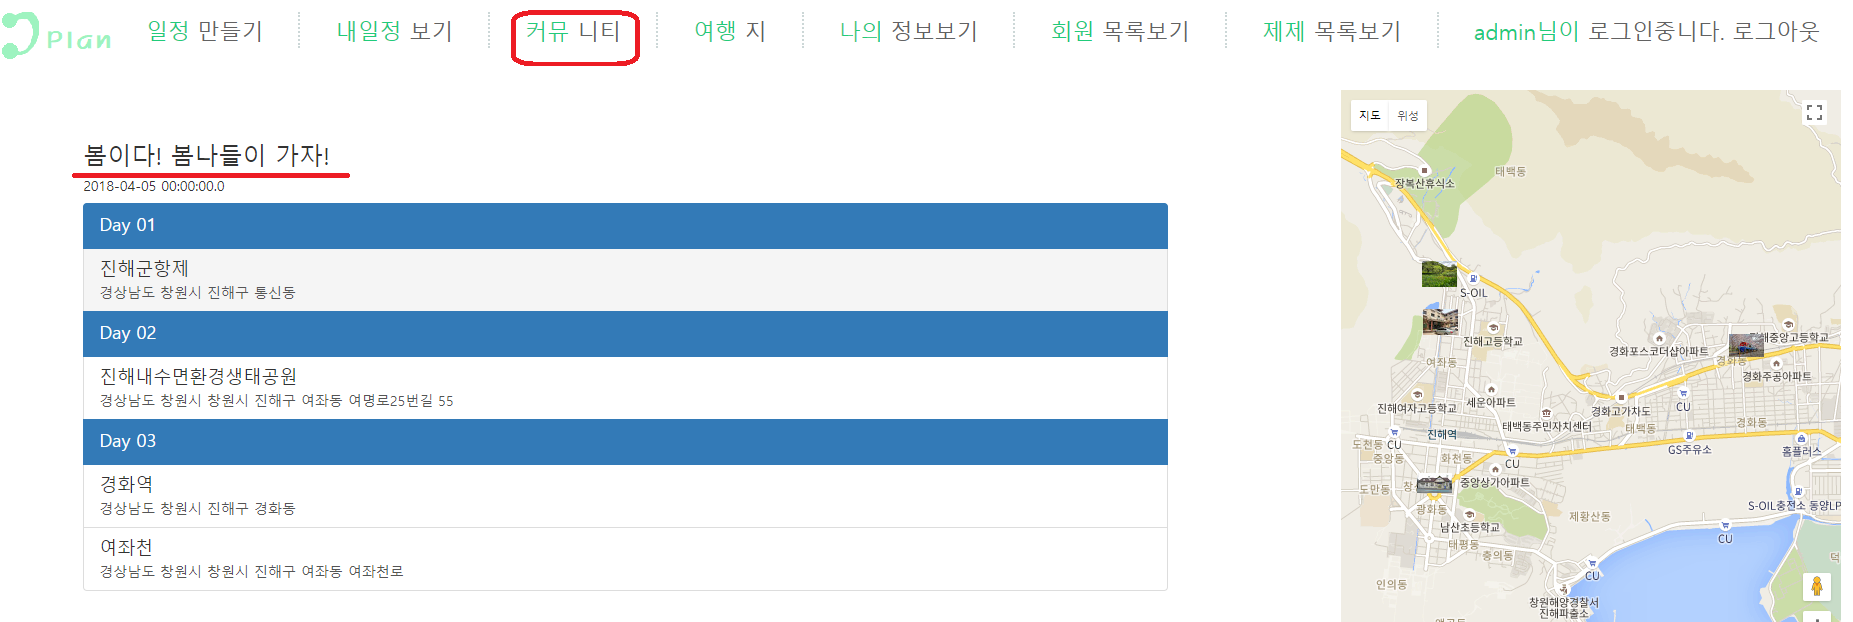 Plan
일정 만들기
내일정 보기
커뮤 니티
여행 지
나의 정보보기
회원 목록보기
제제 목록보기
admin님이 로그인중니다. 로그아웃
봄이다! 봄나들이 가자!
2018-04-05 00:00:00.0
Day 01
진해군항제
경상남도 창원시 진해구 통신동
Day 02
진해내수면환경생태공원
경상남도 창원시 창원시 진해구 여좌동 여명로25번길 55
Day 03
경화역
경상남도 창원시 진해구 경화동
여좌천
경상남도 창원시 창원시 진해구 여좌동 여좌천로
지도
위성
태백동
장복산휴식소
S-OIL
진해고등학교
여좌동
경화포스코더샵아파트
해중앙고등학교
경화동
경화주공아파트
세운아파트
진해여자고등학교
CU
경화고가차도
태백동주민자치센터
태백동
경화동
진해역
도천동
CU
중앙동
화천동
CU
GS주유소
홈플러스
도만동
중앙상가아파트
광화동
남산초등학교
제황산동
S-OIL충전소 동양LP
태평동
충의동
CU
CU
인의동
창원해양경찰서
진해파출소
덕